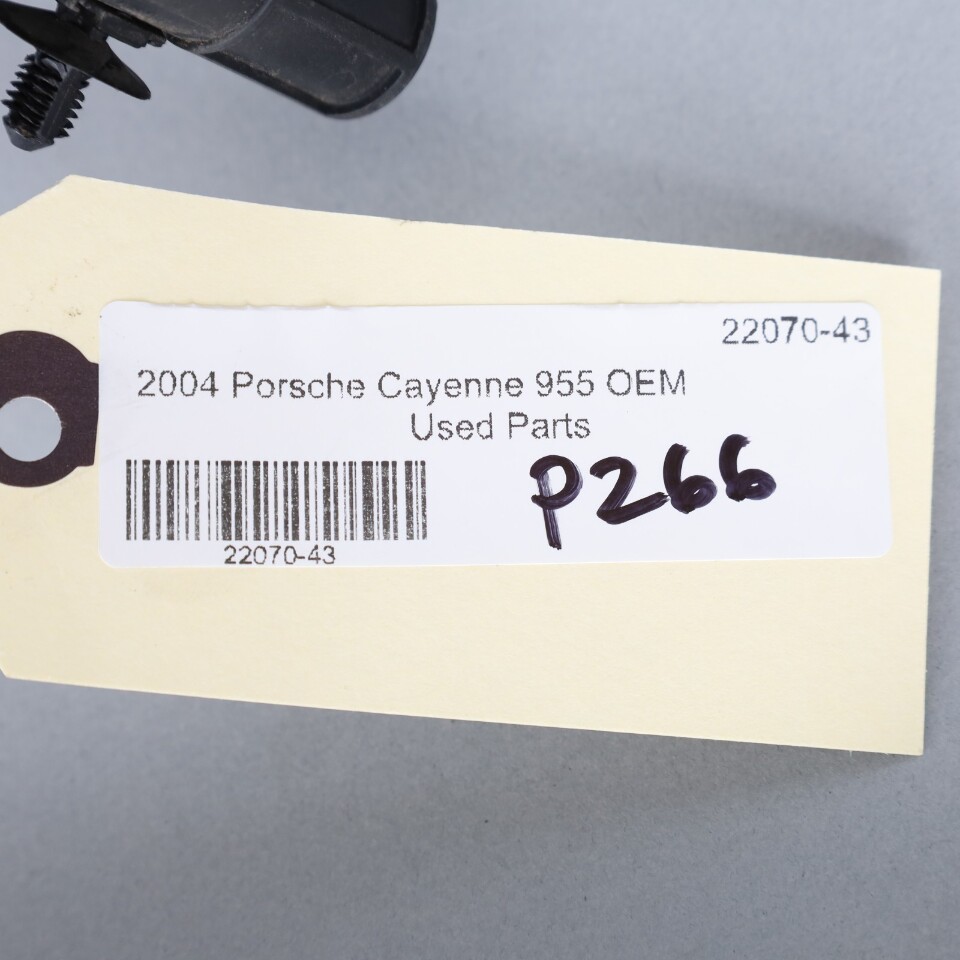 22070-43
2004 Porsche Cayenne 955 OEM
Used Parts
P266
22070-43